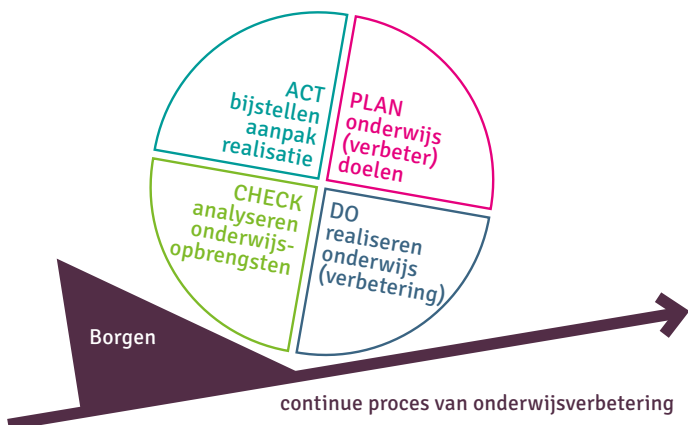 ACT
bijstellen
aanpak
realisatie
PLAN
onderwijs
(verbeter)
doelen
CHECK
analyseren
onderwijs-
opbrengsten
DO
realiseren
onderwijs
(verbetering)
Borgen
continue proces van onderwijsverbetering